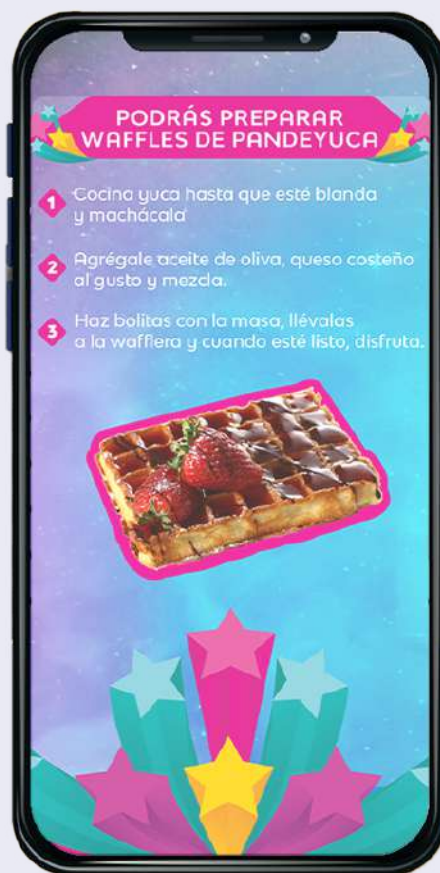 PODRÁS PREPARAR
WAFFLES DE PANDEYUCA
1 Cocina yuca hasta que esté blanda
y machácala
2 Agrégale aceite de oliva, queso costeño
al gusto y mezcla.
3 Haz bolitas con la masa, llévalas
a la wafflera y cuando esté listo, disfruta.